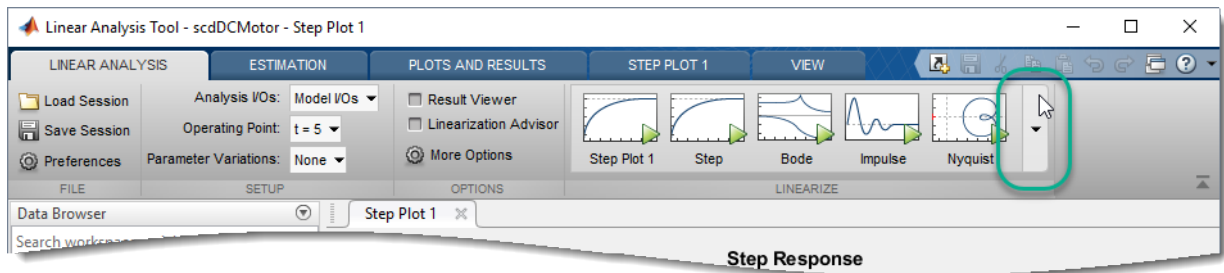 Linear Analysis Tool - scdDCMotor - Step Plot 1
LINEAR ANALYSIS ESTIMATION PLOTS AND RESULTS STEP PLOT 1 VIEW
Load Session Analysis I/Os: Model I/Os Result Viewer
Save Session Operating Point: t = 5 Linearization Advisor
Preferences Parameter Variations: None More Options
Step Plot 1 Step Bode Impulse Nyquist
FILE SETUP OPTIONS LINEARIZE
Data Browser Step Plot 1
Search workspace
Step Response